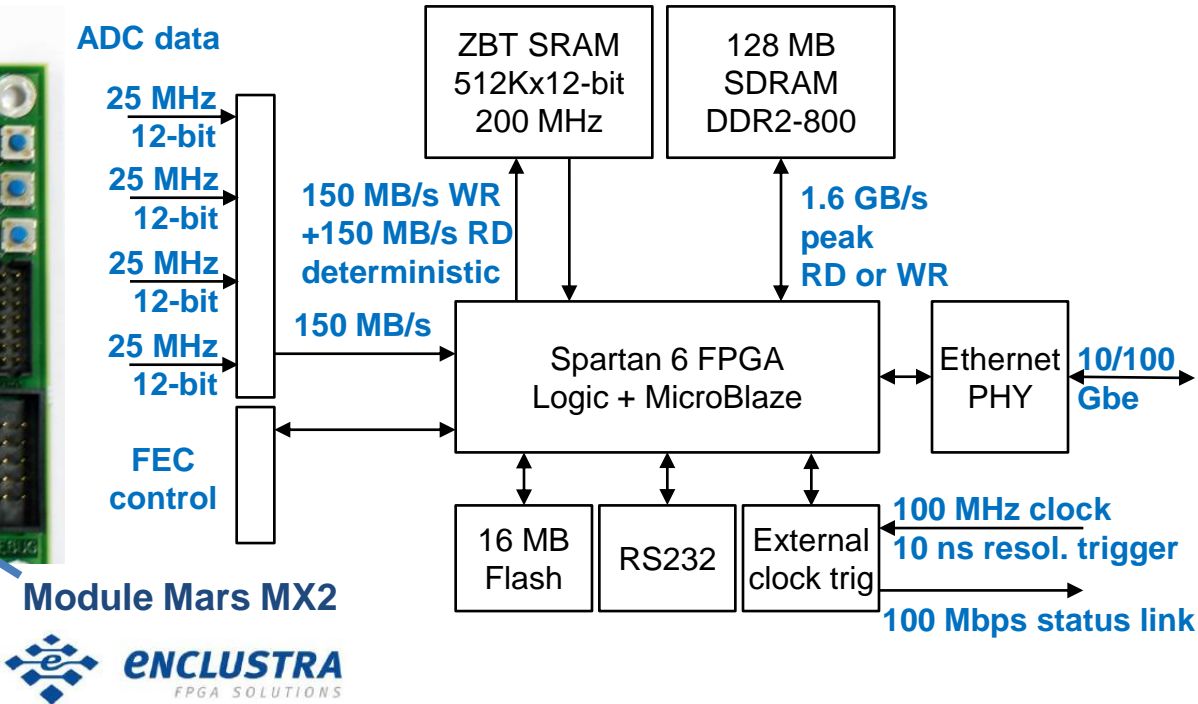 ADC data
25 MHz
12-bit
25 MHz
12-bit
25 MHz
12-bit
25 MHz
12-bit
FEC
control
ZBT SRAM
512Kx12-bit
200 MHz
128 MB
SDRAM
DDR2-800
150 MB/s WR
+150 MB/s RD
deterministic
1.6 GB/s
peak
RD or WR
150 MB/s
Spartan 6 FPGA
Logic + MicroBlaze
Ethernet
PHY
10/100
Gbe
16 MB
Flash
RS232
External
clock trig
100 MHz clock
10 ns resol. trigger
100 Mbps status link
Module Mars MX2
e
enclustra
FPGA SOLUTIONS